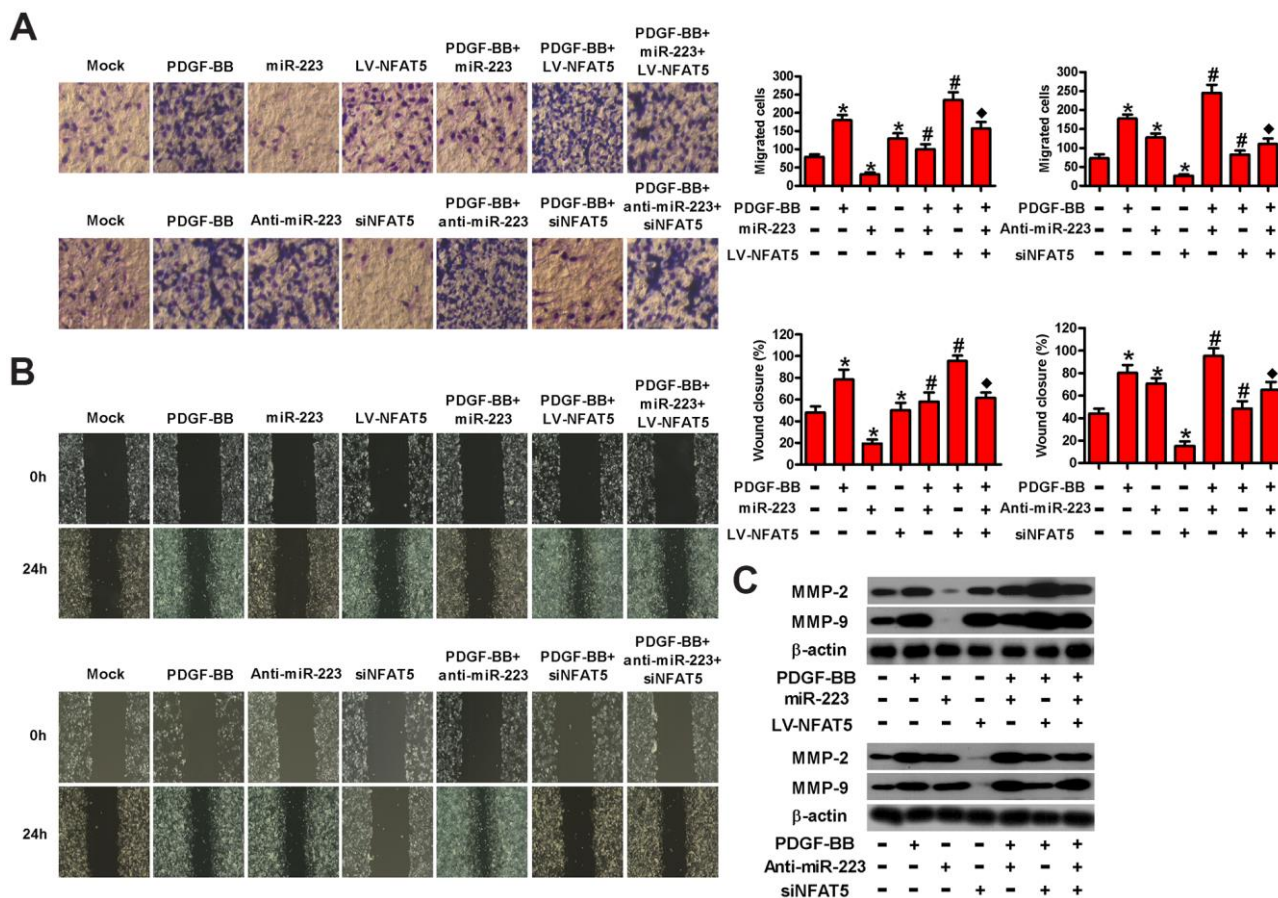 A
Mock PDGF-BB miR-223 LV-NFAT5 PDGF-BB+ miR-223 PDGF-BB+ LV-NFAT5 PDGF-BB+ miR-223+ LV-NFAT5
Mock PDGF-BB Anti-miR-223 siNFAT5 PDGF-BB+ anti-miR-223 PDGF-BB+ siNFAT5 PDGF-BB+ anti-miR-223+ siNFAT5
Migrated cells
300
250
200
150
100
50
0
* * * # # ◆
PDGF-BB – + – – + + +
miR-223 – – + – + – +
LV-NFAT5 – – – + – + +
Migrated cells
300
250
200
150
100
50
0
* * * # # ◆
PDGF-BB – + – – + + +
Anti-miR-223 – – + – + – +
siNFAT5 – – – + – + +
B
Mock PDGF-BB miR-223 LV-NFAT5 PDGF-BB+ miR-223 PDGF-BB+ LV-NFAT5 PDGF-BB+ miR-223+ LV-NFAT5
0h
24h
Mock PDGF-BB Anti-miR-223 siNFAT5 PDGF-BB+ anti-miR-223 PDGF-BB+ siNFAT5 PDGF-BB+ anti-miR-223+ siNFAT5
0h
24h
Wound closure (%)
120
100
80
60
40
20
0
* * * # # ◆
PDGF-BB – + – – + + +
miR-223 – – + – + – +
LV-NFAT5 – – – + – + +
Wound closure (%)
120
100
80
60
40
20
0
* * * # # ◆
PDGF-BB – + – – + + +
Anti-miR-223 – – + – + – +
siNFAT5 – – – + – + +
C
MMP-2
MMP-9
β-actin
PDGF-BB – + – – + + +
miR-223 – – + – + – +
LV-NFAT5 – – – + – + +
MMP-2
MMP-9
β-actin
PDGF-BB – + – – + + +
Anti-miR-223 – – + – + – +
siNFAT5 – – – + – + +